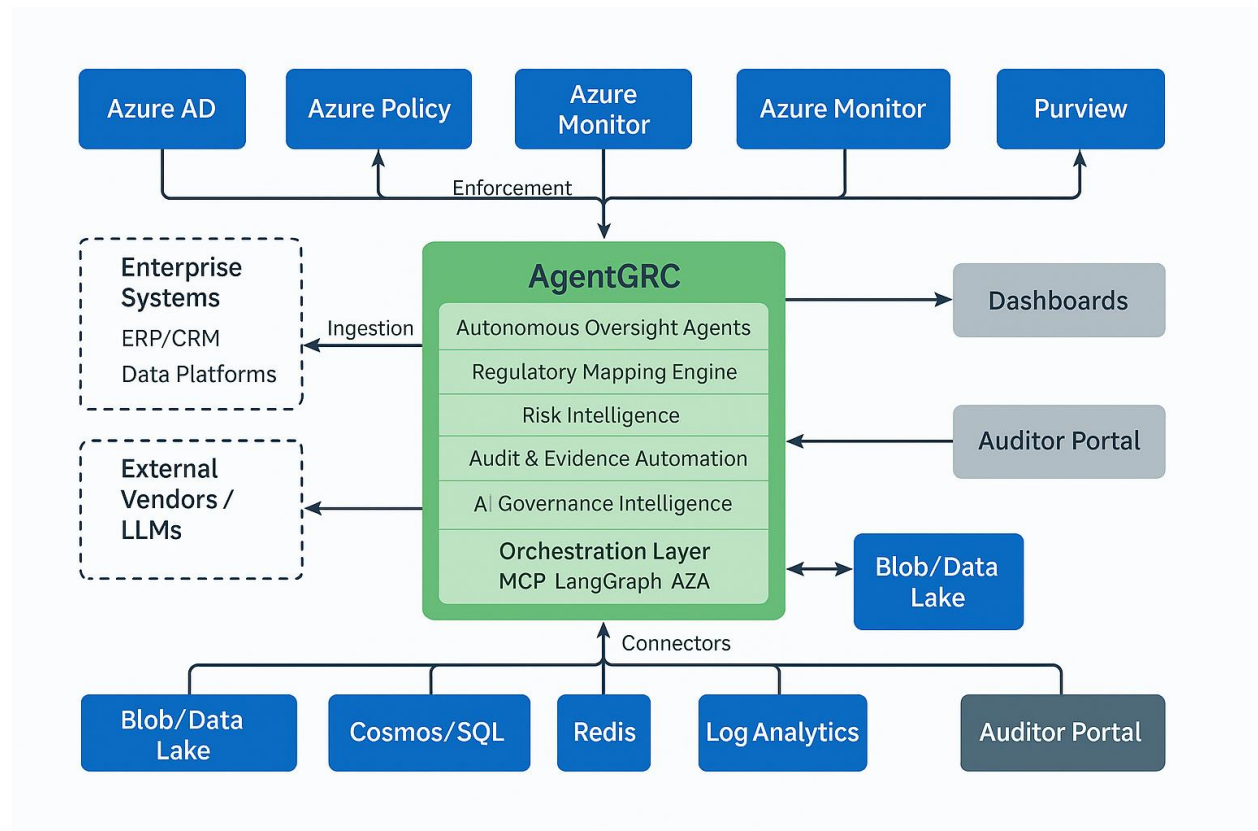 Azure AD
Azure Policy
Azure
Monitor
Azure Monitor
Purview
Enforcement
Enterprise
Systems
ERP/CRM
Data Platforms
Ingestion
External
Vendors /
LLMs
AgentGRC
Autonomous Oversight Agents
Regulatory Mapping Engine
Risk Intelligence
Audit & Evidence Automation
AI Governance Intelligence
Orchestration Layer
MCP LangGraph AZA
Dashboards
Auditor Portal
Blob/Data
Lake
Connectors
Blob/Data
Lake
Cosmos/SQL
Redis
Log Analytics
Auditor Portal